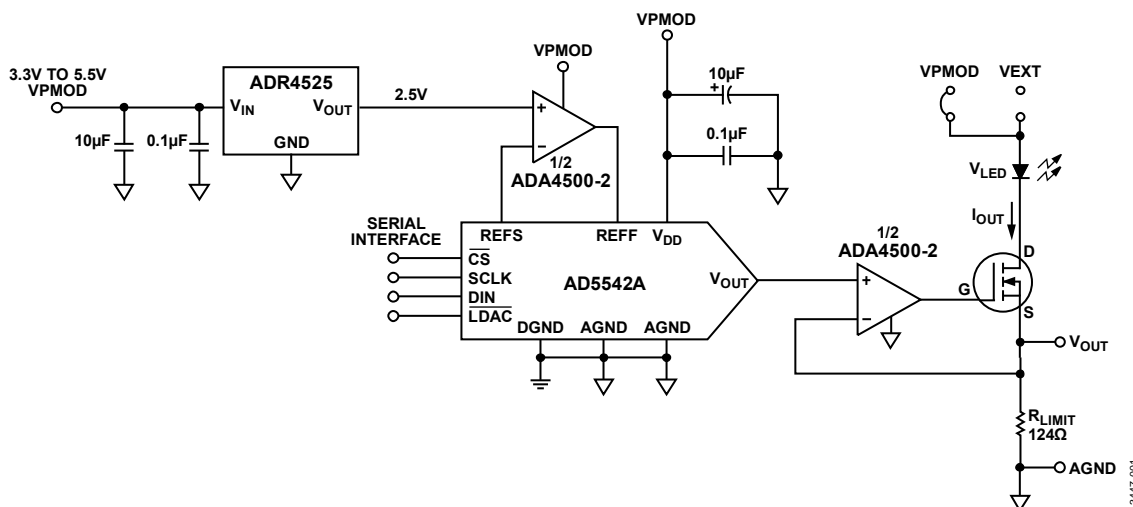 3.3V TO 5.5V
VPMOD
10µF
0.1µF
ADR4525
VIN
VOUT
GND
2.5V
VPMOD
+
−
1/2
ADA4500-2
VPMOD
10µF
+
0.1µF
SERIAL
INTERFACE
REFS
REFF
VDD
CS
SCLK
DIN
LDAC
AD5542A
VOUT
DGND
AGND
AGND
1/2
ADA4500-2
+
−
VPMOD
VEXT
VLED
IOUT
D
G
S
VOUT
RLIMIT
124Ω
AGND